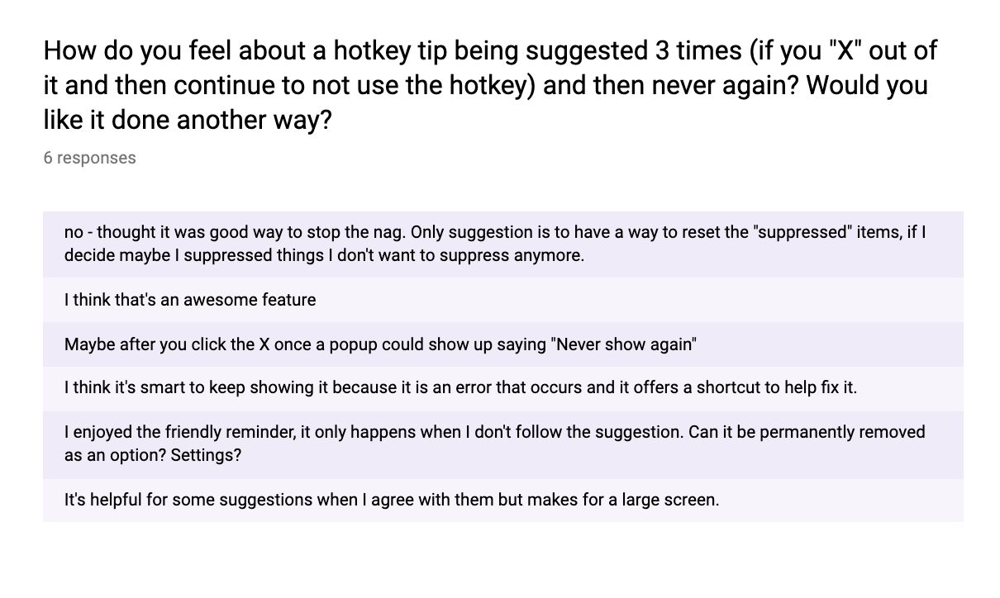 How do you feel about a hotkey tip being suggested 3 times (if you "X" out of
it and then continue to not use the hotkey) and then never again? Would you
like it done another way?
6 responses
no - thought it was good way to stop the nag. Only suggestion is to have a way to reset the "suppressed" items, if I
decide maybe I suppressed things I don't want to suppress anymore.
I think that's an awesome feature
Maybe after you click the X once a popup could show up saying "Never show again"
I think it's smart to keep showing it because it is an error that occurs and it offers a shortcut to help fix it.
I enjoyed the friendly reminder, it only happens when I don't follow the suggestion. Can it be permanently removed
as an option? Settings?
It's helpful for some suggestions when I agree with them but makes for a large screen.